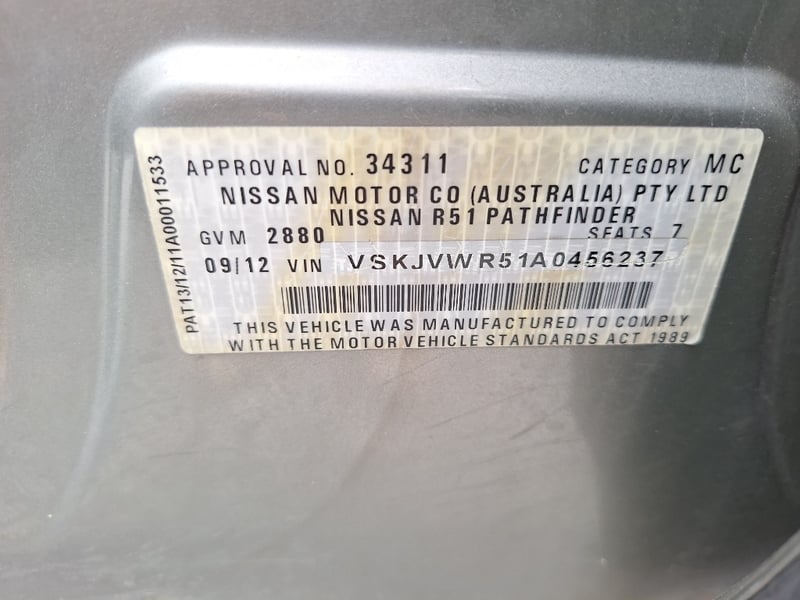 APPROVAL NO. 34311 CATEGORY MC
NISSAN MOTOR CO (AUSTRALIA) PTY LTD
NISSAN R51 PATHFINDER
GVM 2880 SEATS 7
09/12 VIN VSKJVWR51A0456237
THIS VEHICLE WAS MANUFACTURED TO COMPLY
WITH THE MOTOR VEHICLE STANDARDS ACT 1989
PAT13/12/11A00011533